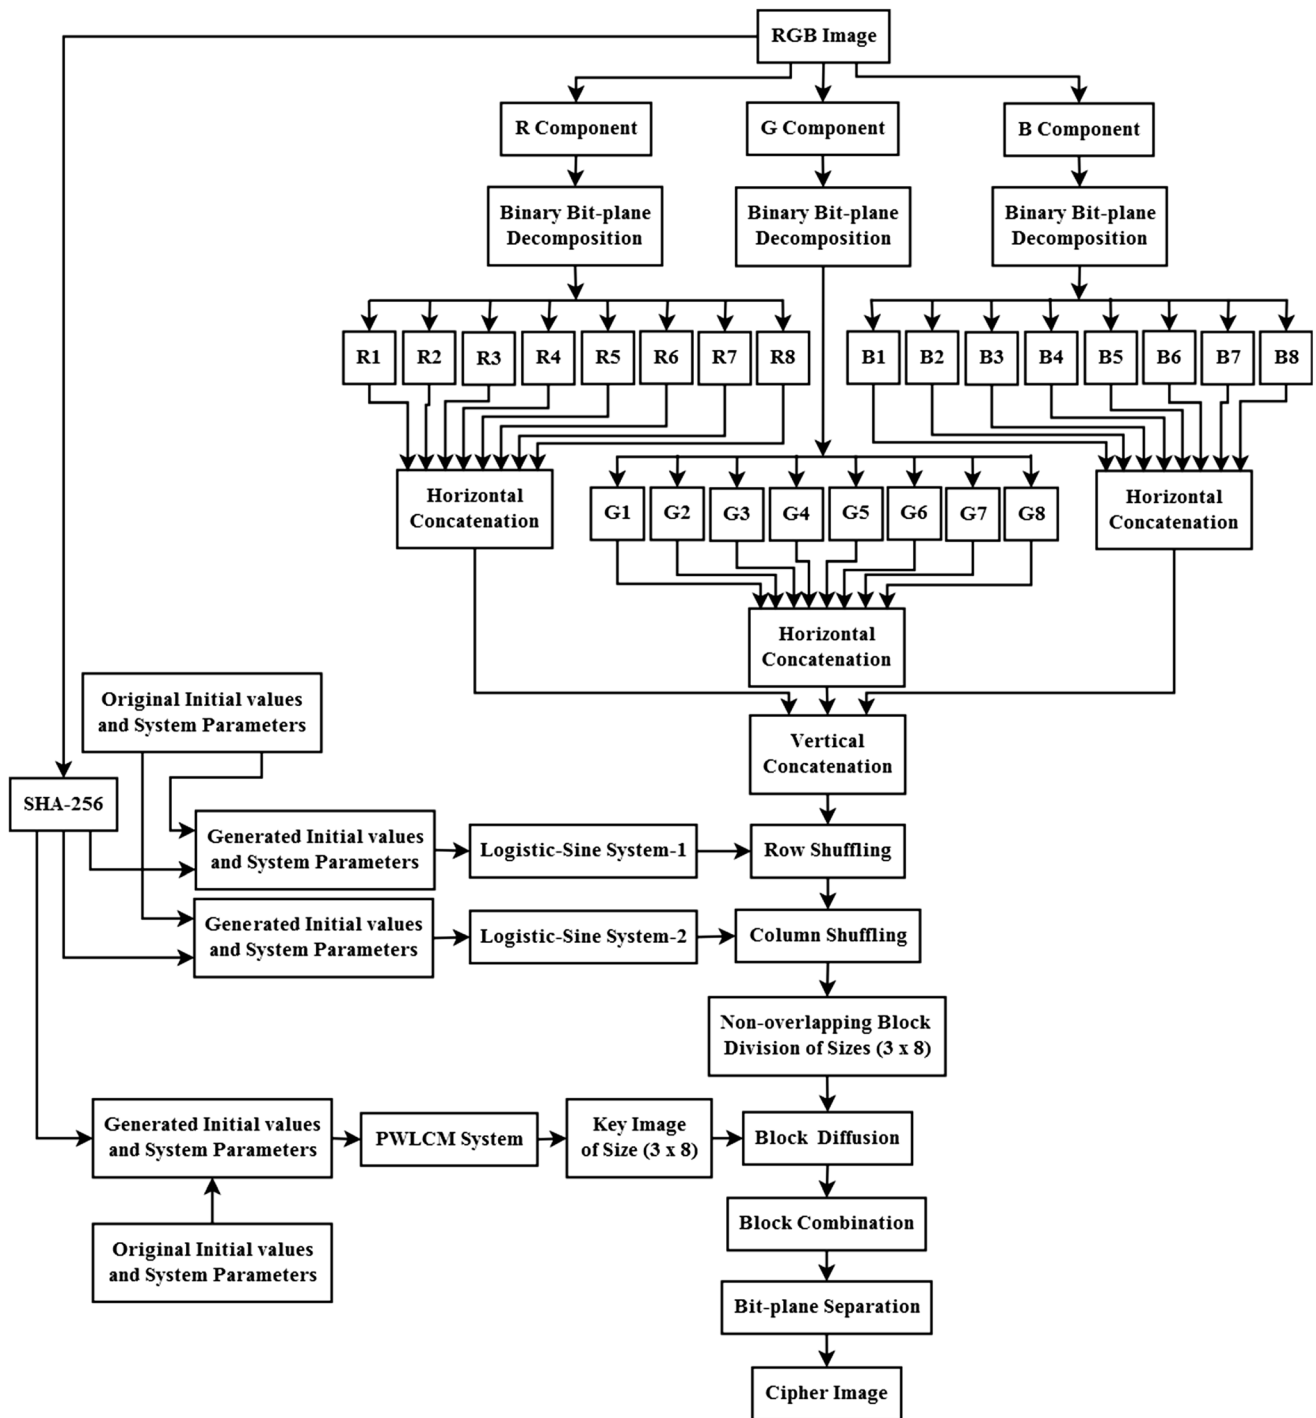 RGB Image
R Component
G Component
B Component
Binary Bit-plane
Decomposition
Binary Bit-plane
Decomposition
Binary Bit-plane
Decomposition
R1
R2
R3
R4
R5
R6
R7
R8
B1
B2
B3
B4
B5
B6
B7
B8
Horizontal
Concatenation
G1
G2
G3
G4
G5
G6
G7
G8
Horizontal
Concatenation
Horizontal
Concatenation
Original Initial values
and System Parameters
Vertical
Concatenation
SHA-256
Generated Initial values
and System Parameters
Logistic-Sine System-1
Row Shuffling
Generated Initial values
and System Parameters
Logistic-Sine System-2
Column Shuffling
Non-overlapping Block
Division of Sizes (3 x 8)
Generated Initial values
and System Parameters
PWLCM System
Key Image
of Size (3 x 8)
Block Diffusion
Block Combination
Original Initial values
and System Parameters
Bit-plane Separation
Cipher Image